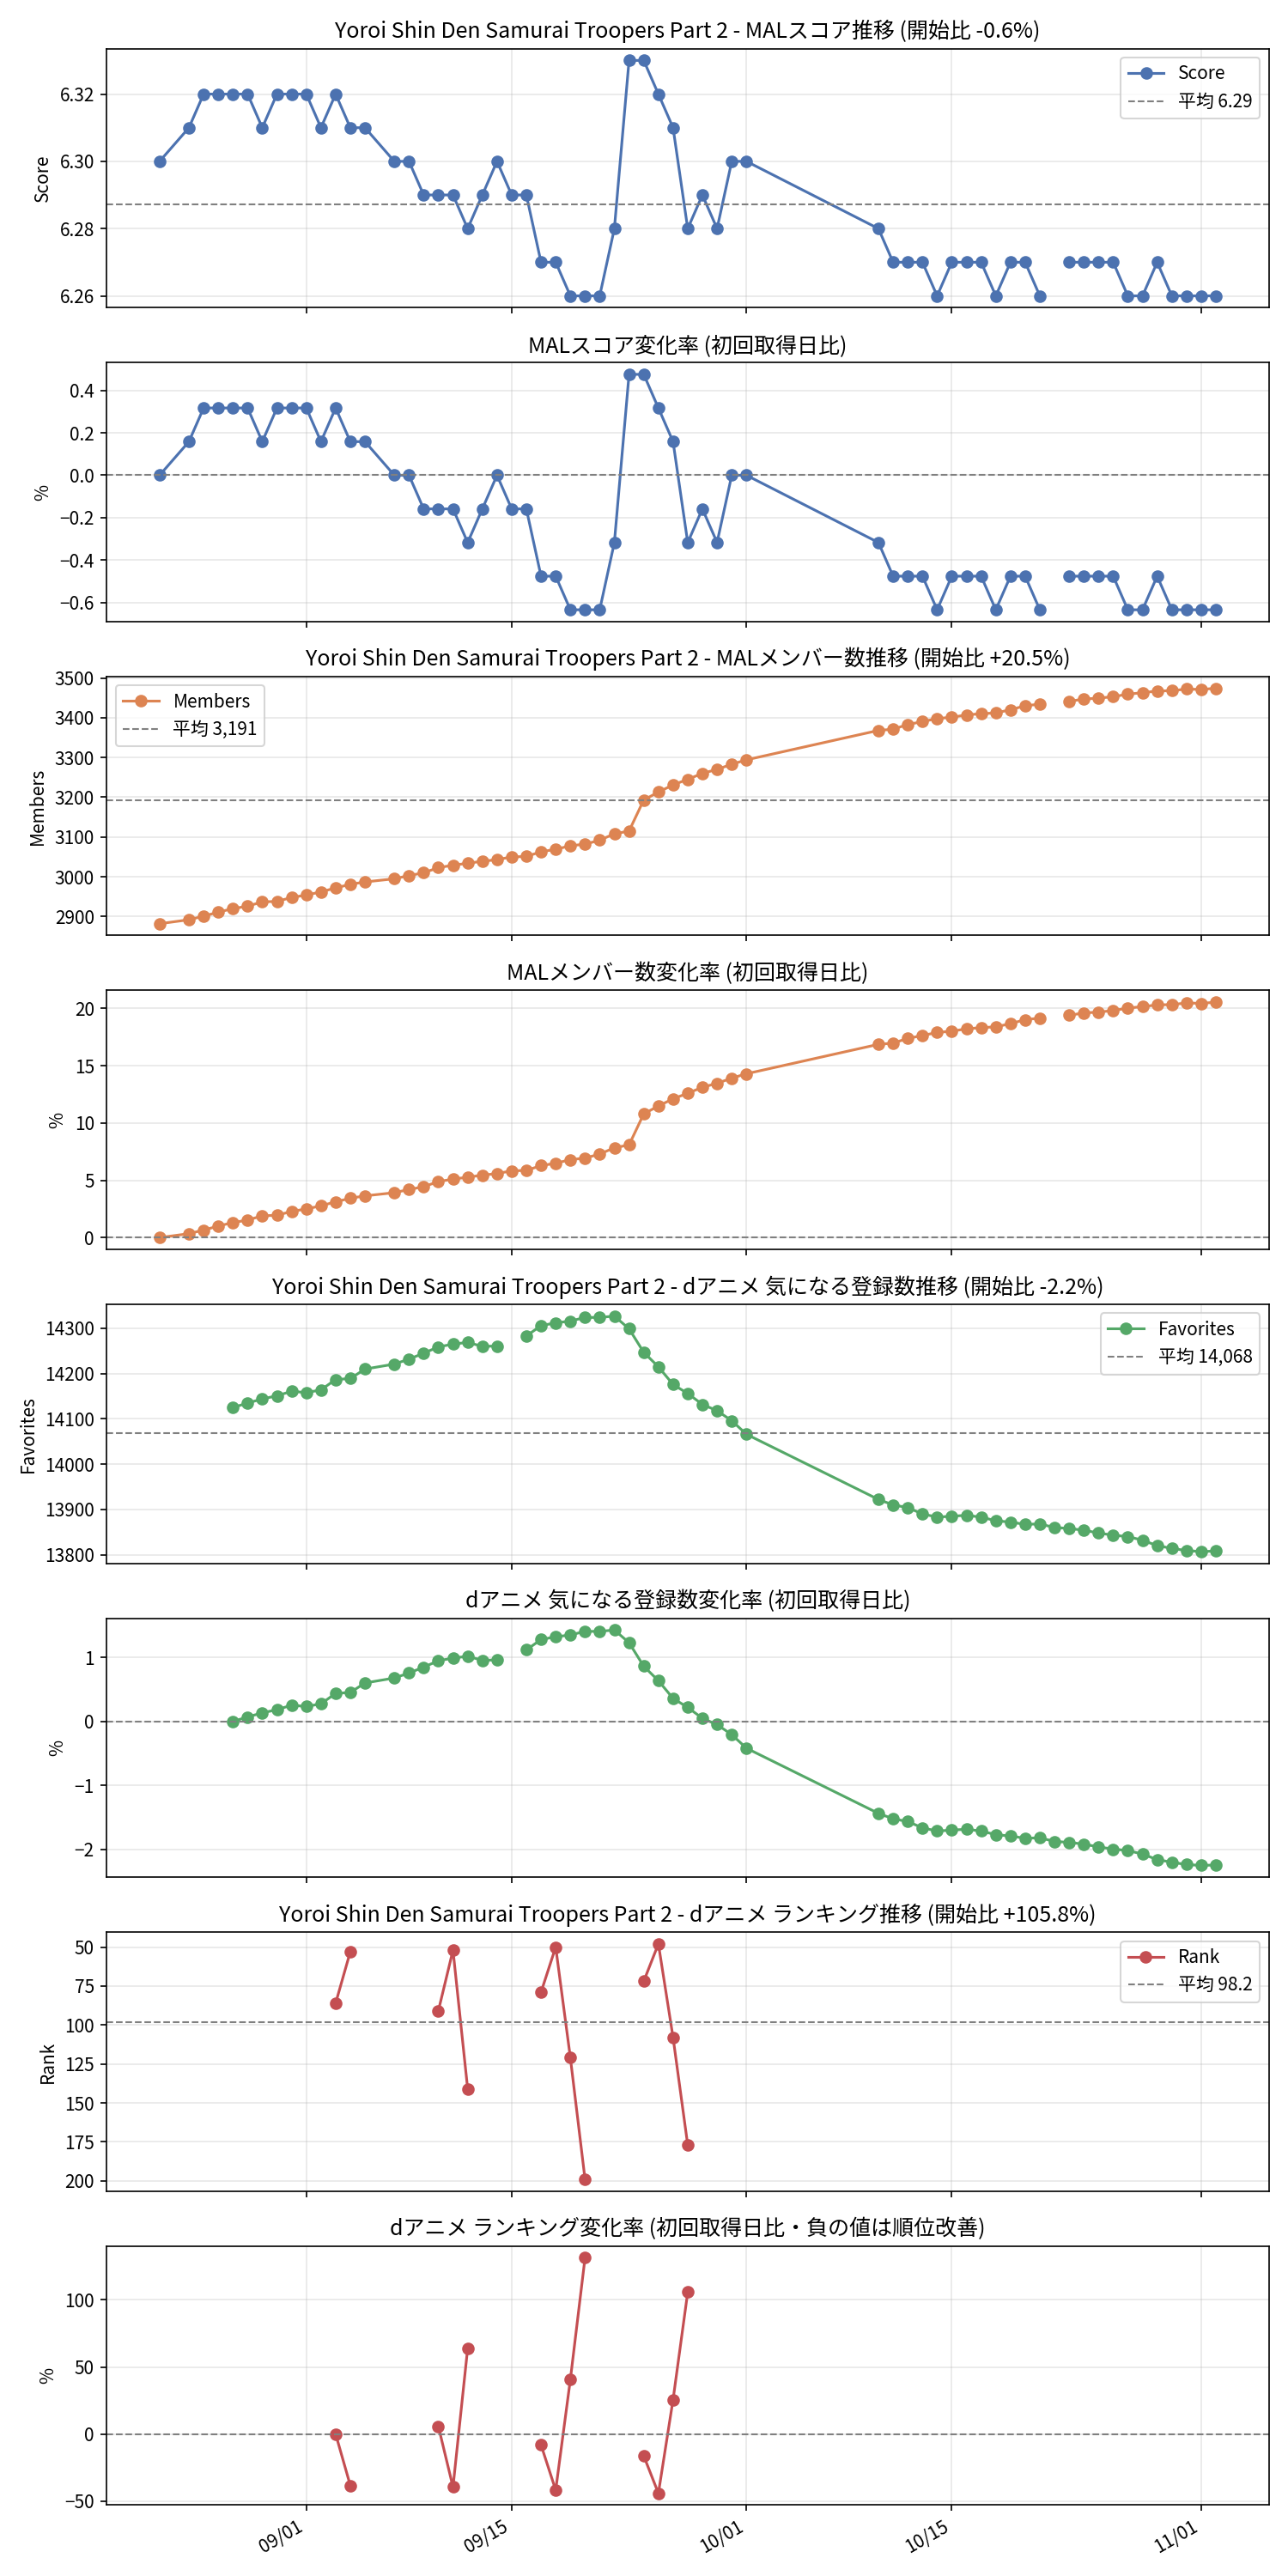 Yoroi Shin Den Samurai Troopers Part 2 - MALスコア推移 (開始比 -0.6%)
Score
6.32
6.30
6.28
6.26
Score
平均 6.29
MALスコア変化率 (初回取得日比)
%
0.4
0.2
0.0
−0.2
−0.4
−0.6
Yoroi Shin Den Samurai Troopers Part 2 - MALメンバー数推移 (開始比 +20.5%)
Members
3500
3400
3300
3200
3100
3000
2900
Members
平均 3,191
MALメンバー数変化率 (初回取得日比)
%
20
15
10
5
0
Yoroi Shin Den Samurai Troopers Part 2 - dアニメ 気になる登録数推移 (開始比 -2.2%)
Favorites
14300
14200
14100
14000
13900
13800
Favorites
平均 14,068
dアニメ 気になる登録数変化率 (初回取得日比)
%
1
0
−1
−2
Yoroi Shin Den Samurai Troopers Part 2 - dアニメ ランキング推移 (開始比 +105.8%)
Rank
50
75
100
125
150
175
200
Rank
平均 98.2
dアニメ ランキング変化率 (初回取得日比・負の値は順位改善)
%
100
50
0
−50
09/01
09/15
10/01
10/15
11/01